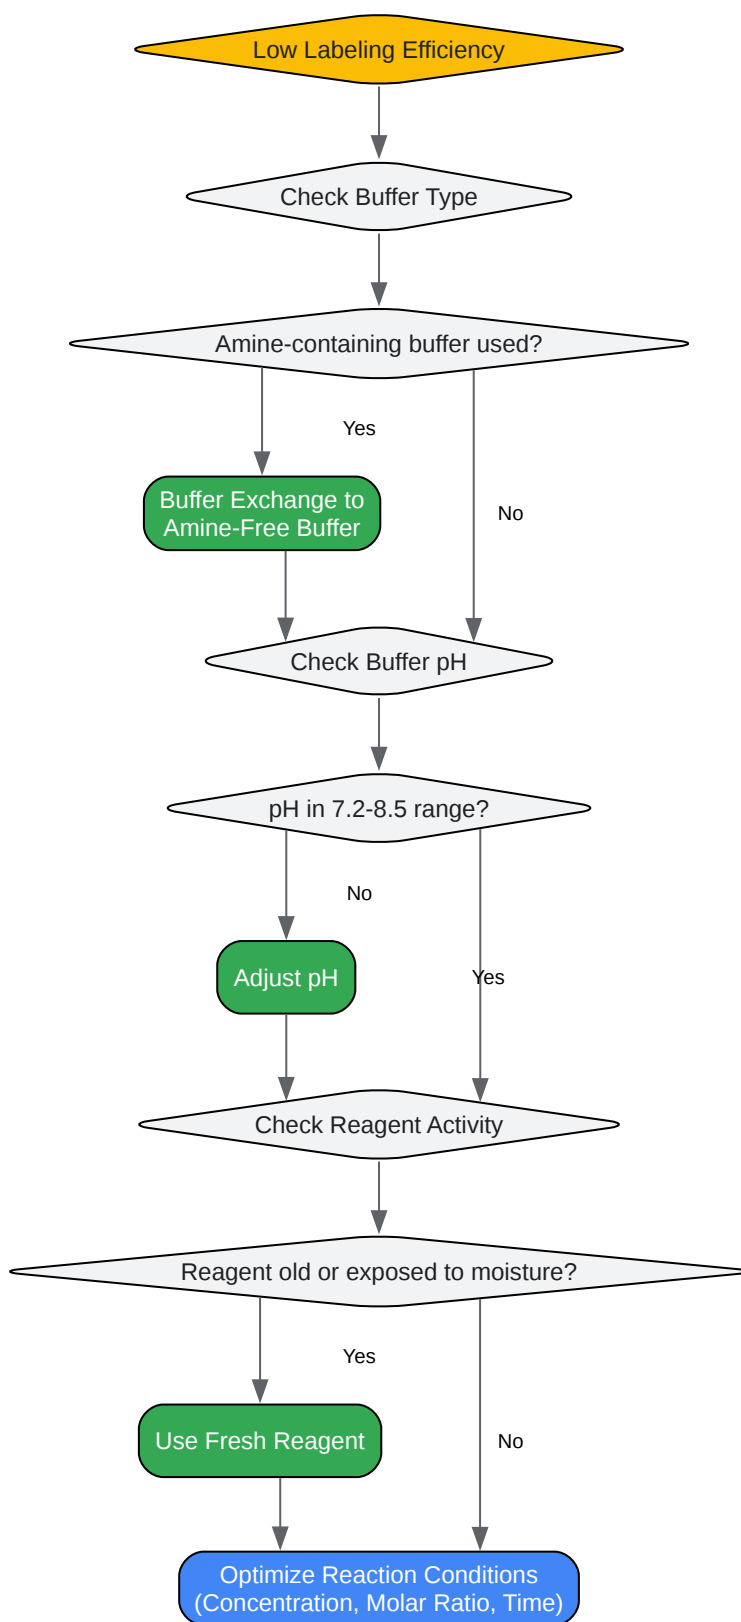 Low Labeling Efficiency
Check Buffer Type
Amine-containing buffer used?
Yes
Buffer Exchange to
Amine-Free Buffer
No
Check Buffer pH
pH in 7.2-8.5 range?
No
Adjust pH
Yes
Check Reagent Activity
Reagent old or exposed to moisture?
Yes
Use Fresh Reagent
No
Optimize Reaction Conditions
(Concentration, Molar Ratio, Time)